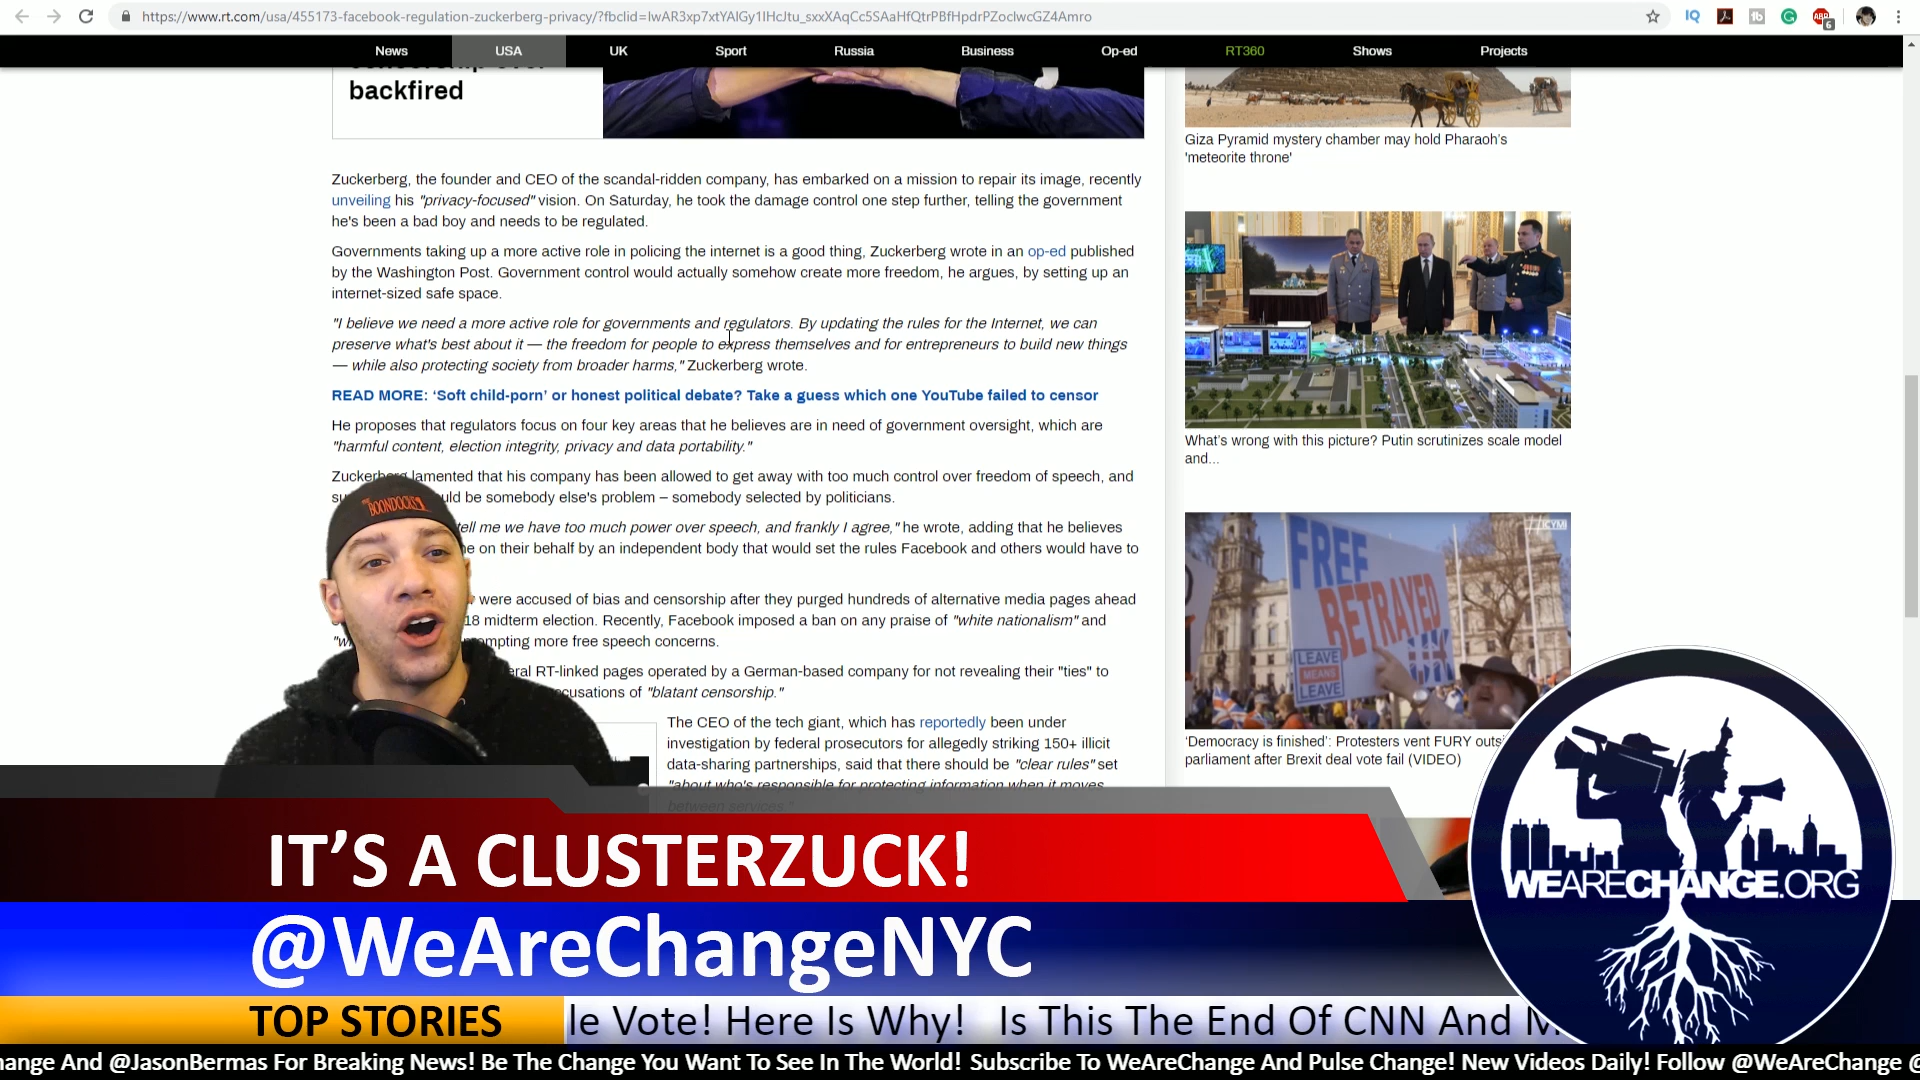 https://www.rt.com/usa/455173-facebook-regulation-zuckerberg-privacy/?fbclid=IwAR3xp7xtYAlGy1IHcJtu_sxxXAqCc5SAaHfQtrPBfHpdrPZoclwcGZ4Amro
IQ
ABP
6
News USA UK Sport Russia Business Op-ed RT360 Shows Projects
backfired
Zuckerberg, the founder and CEO of the scandal-ridden company, has embarked on a mission to repair its image, recently
unveiling his "privacy-focused" vision. On Saturday, he took the damage control one step further, telling the government
he's been a bad boy and needs to be regulated.
Governments taking up a more active role in policing the internet is a good thing, Zuckerberg wrote in an op-ed published
by the Washington Post. Government control would actually somehow create more freedom, he argues, by setting up an
internet-sized safe space.
"I believe we need a more active role for governments and regulators. By updating the rules for the Internet, we can
preserve what's best about it — the freedom for people to express themselves and for entrepreneurs to build new things
— while also protecting society from broader harms," Zuckerberg wrote.
READ MORE: ‘Soft child-porn’ or honest political debate? Take a guess which one YouTube failed to censor
He proposes that regulators focus on four key areas that he believes are in need of government oversight, which are
"harmful content, election integrity, privacy and data portability."
Zuckerberg lamented that his company has been allowed to get away with too much control over freedom of speech, and
be somebody else's problem – somebody selected by politicians.
tell me we have too much power over speech, and frankly I agree," he wrote, adding that he believes
on their behalf by an independent body that would set the rules Facebook and others would have to
were accused of bias and censorship after they purged hundreds of alternative media pages ahead
18 midterm election. Recently, Facebook imposed a ban on any praise of "white nationalism" and
more free speech concerns.
RT-linked pages operated by a German-based company for not revealing their "ties" to
of "blatant censorship."
The CEO of the tech giant, which has reportedly been under
investigation by federal prosecutors for allegedly striking 150+ illicit
data-sharing partnerships, said that there should be "clear rules" set
"about who's responsible for protecting information when it moves
between services."
Giza Pyramid mystery chamber may hold Pharaoh's
'meteorite throne'
What's wrong with this picture? Putin scrutinizes scale model
and...
ICYMI
FREE
BETRAYED
LEAVE
MEANS
LEAVE
‘Democracy is finished’: Protesters vent FURY
parliament after Brexit deal vote fail (VIDEO)
THE BOONDOCKS
IT’S A CLUSTERZUCK!
@WeAreChangeNYC
WEARECHANGE.ORG
TOP STORIES le Vote! Here Is Why! Is This The End Of CNN And
And @JasonBermas For Breaking News! Be The Change You Want To See In The World! Subscribe To WeAreChange And Pulse Change! New Videos Daily! Follow @WeAreChange